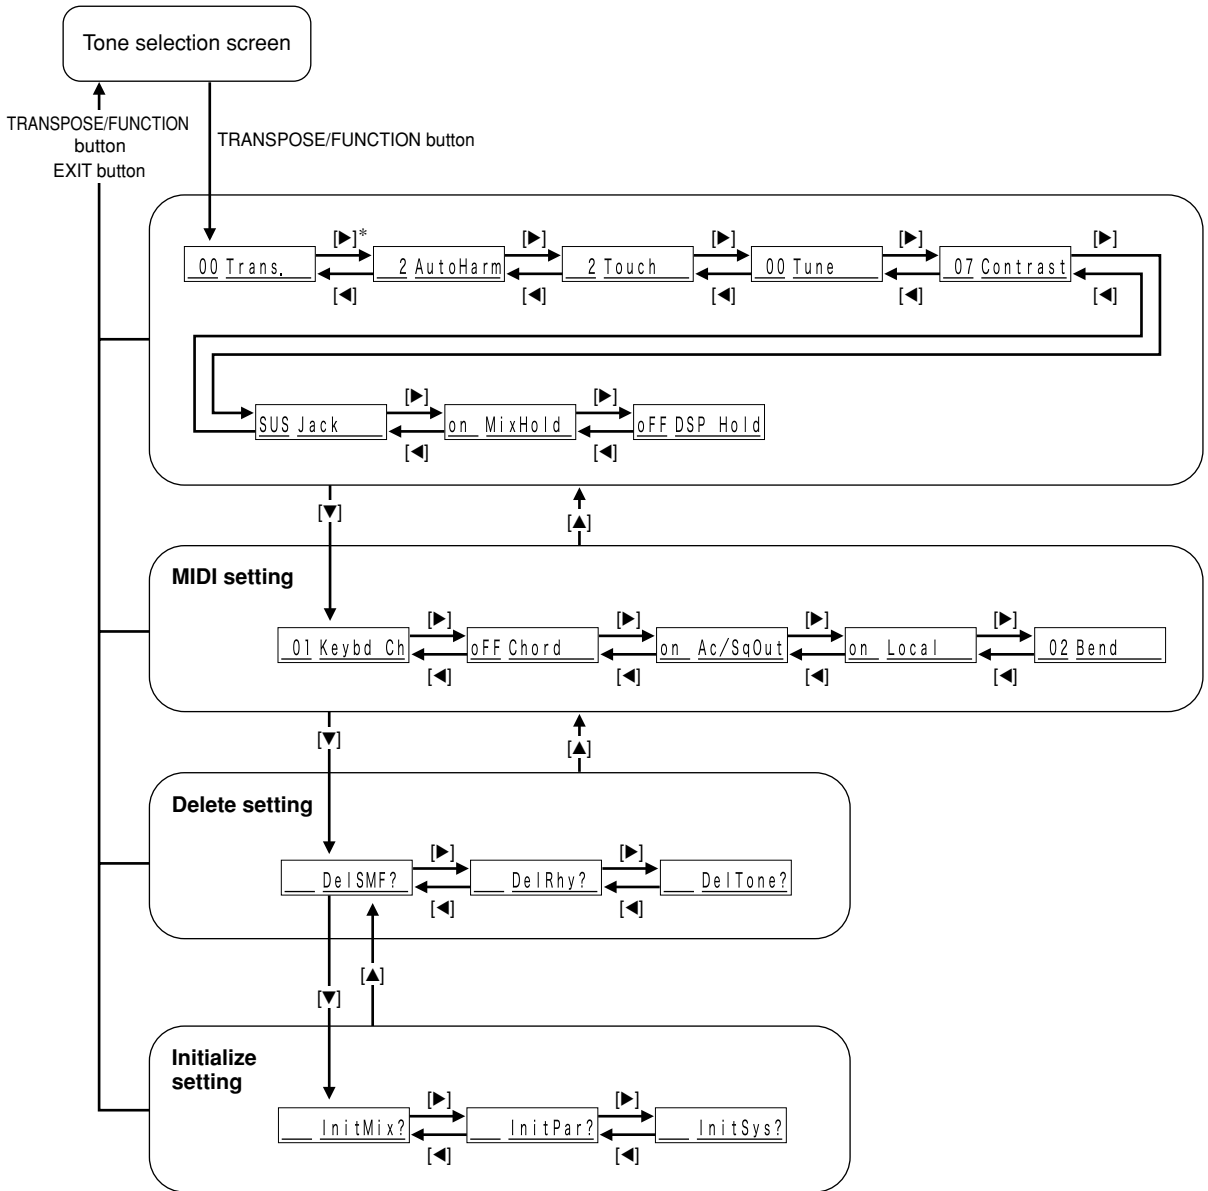 Tone selection screen
TRANSPOSE/FUNCTION
button
EXIT button
TRANSPOSE/FUNCTION button
[▶]* [▶] [▶] [▶] [▶]
00 Trans. 2 AutoHarm 2 Touch 00 Tune 07 Contrast
[◀] [◀] [◀] [◀] [◀]
[▶] [▶]
SUS Jack on MixHold oFF DSP Hold
[◀] [◀]
[▼] [▲]
MIDI setting
[▶] [▶] [▶] [▶]
01 Keybd Ch oFF Chord on Ac/SqOut on Local 02 Bend
[◀] [◀] [◀] [◀]
[▼] [▲]
Delete setting
[▶] [▶]
DelSMF? DelRhy? DelTone?
[◀] [◀]
[▲]
[▼]
Initialize
setting
[▶] [▶]
InitMix? InitPar? InitSys?
[◀] [◀]